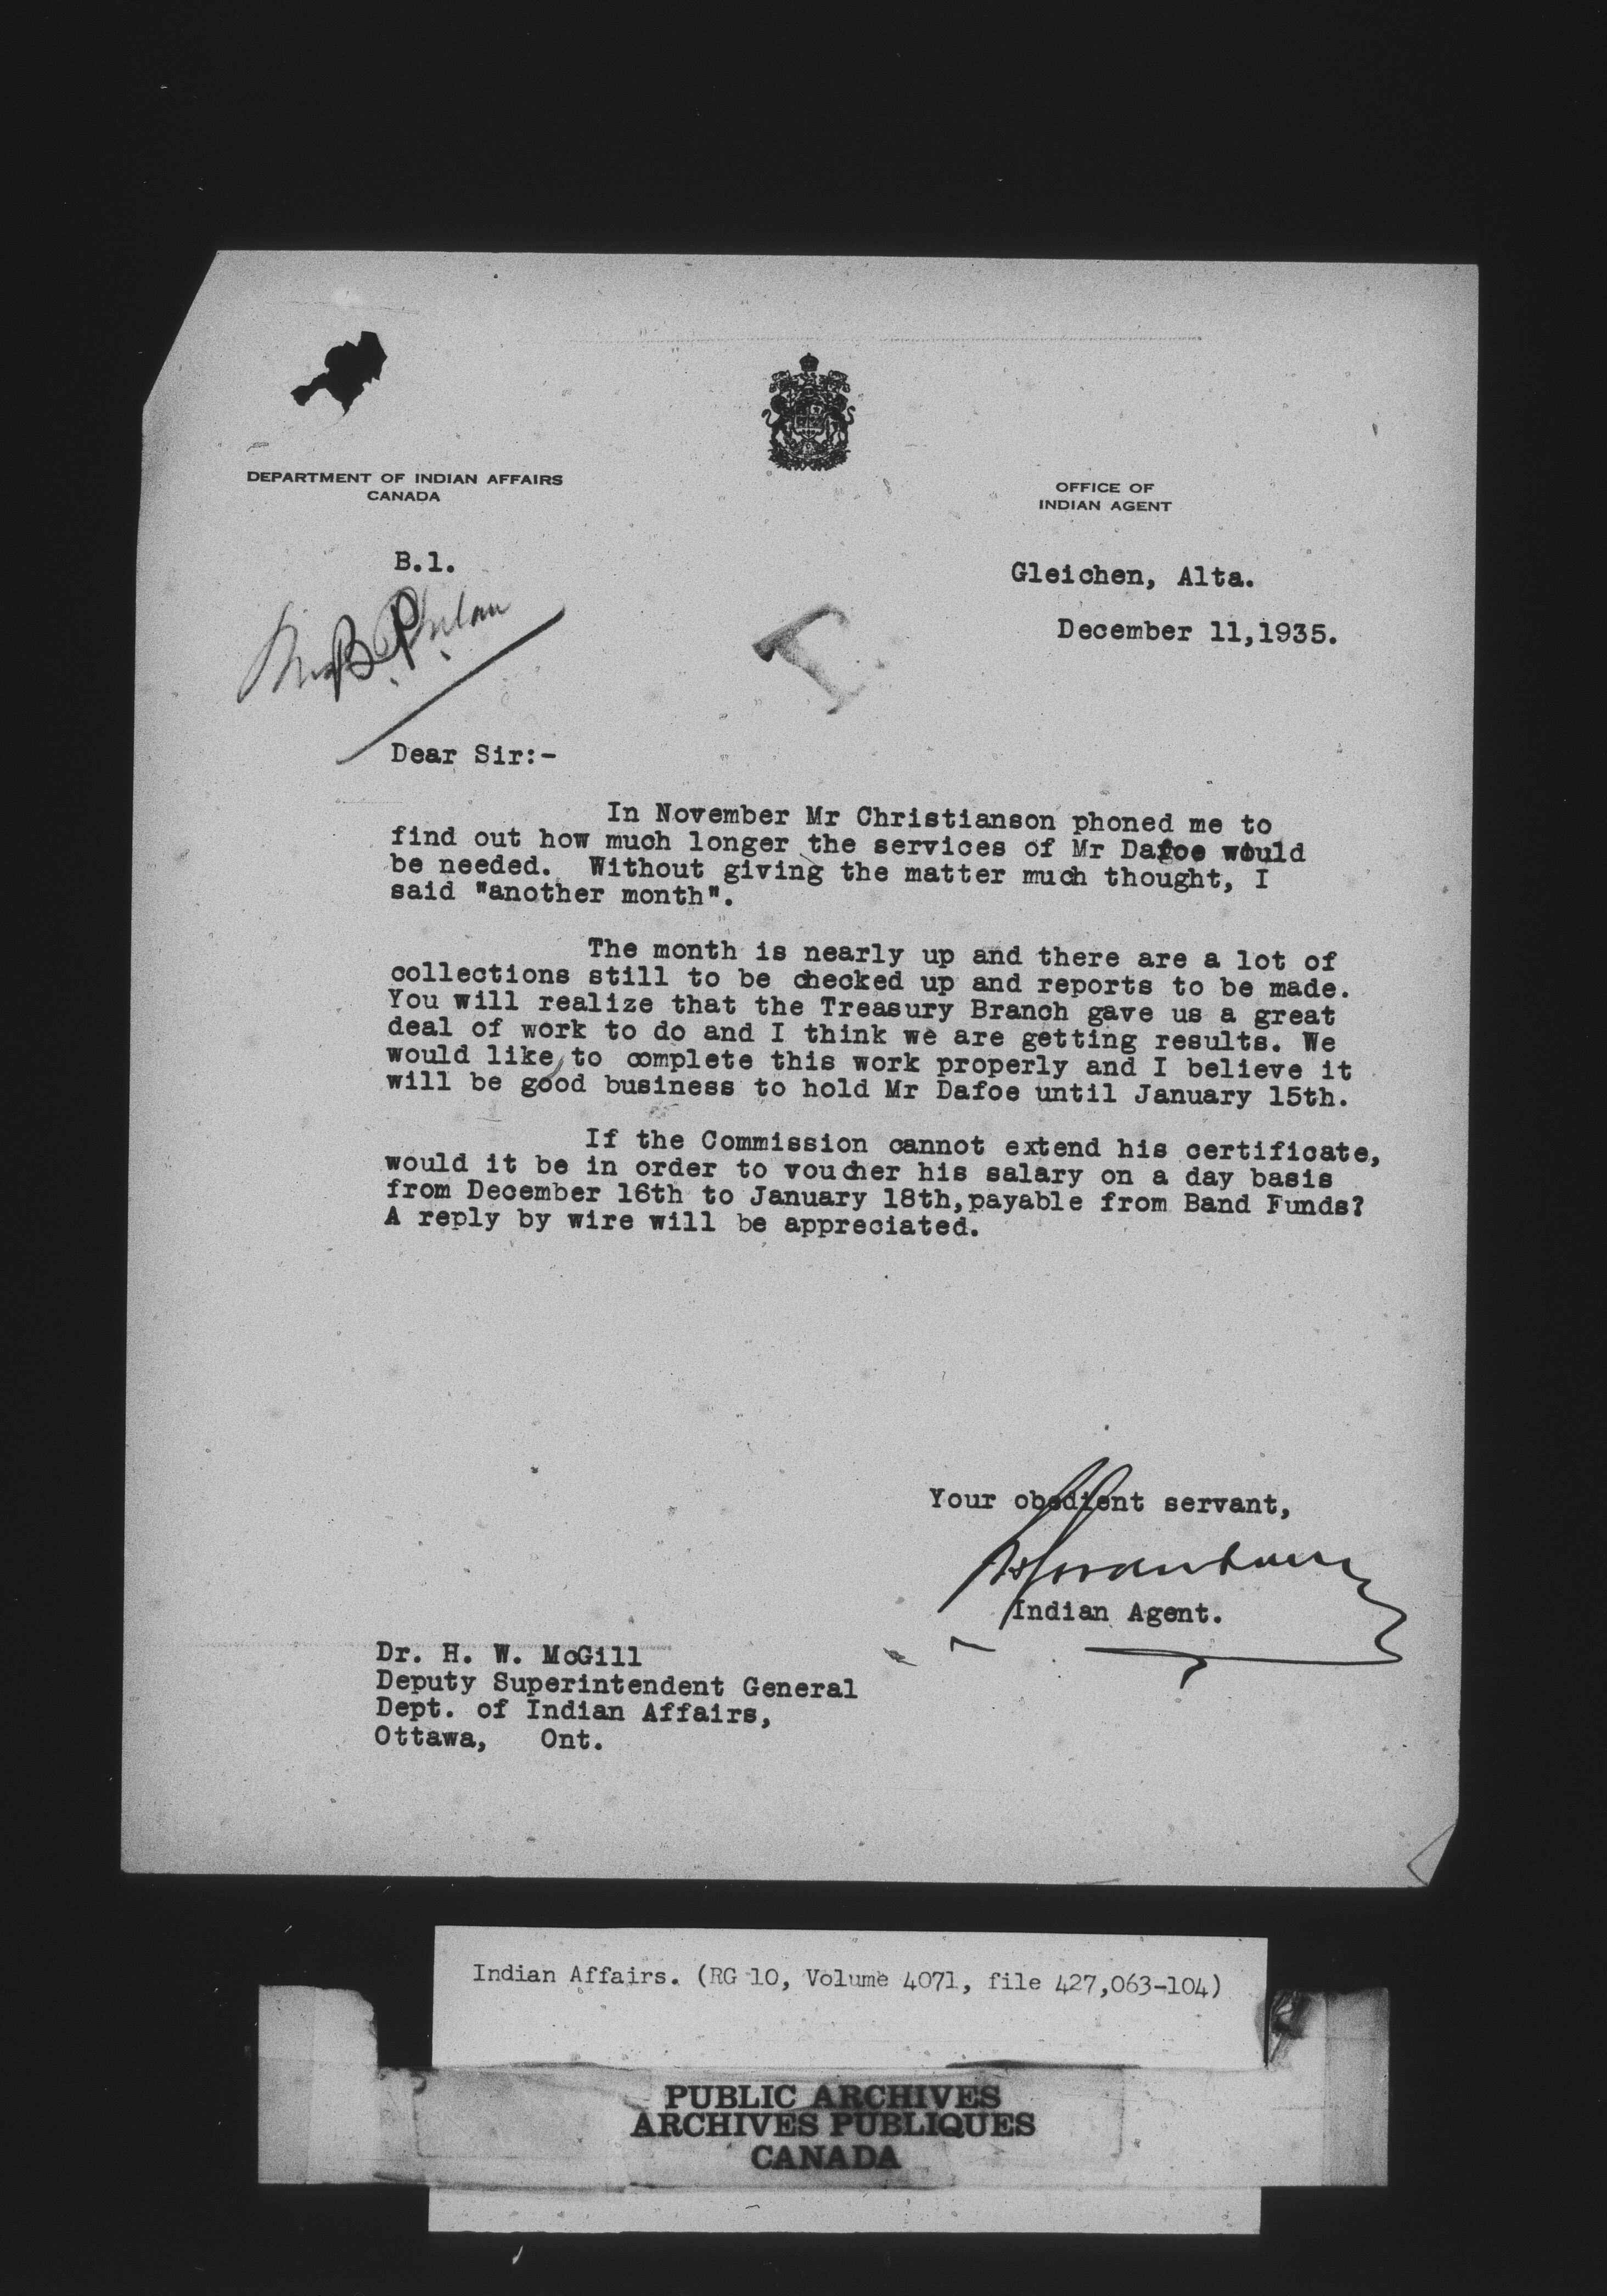 DEPARTMENT OF INDIAN AFFAIRS
CANADA
OFFICE OF
INDIAN AGENT
B.1.
Gleichen, Alta.
December 11,1935.
Dear Sir:-
In November Mr Christianson phoned me to
find out how much longer the services of Mr Dafoe would
be needed. Without giving the matter much thought, I
said "another month".
The month is nearly up and there are a lot of
collections still to be checked up and reports to be made.
You will realize that the Treasury Branch gave us a great
deal of work to do and I think we are getting results. We
would like to complete this work properly and I believe it
will be good business to hold Mr Dafoe until January 15th.
If the Commission cannot extend his certificate,
would it be in order to voucher his salary on a day basis
from December 16th to January 18th,payable from Band Funds?
A reply by wire will be appreciated.
Your obedient servant,
Indian Agent.
Dr. H. W. McGill
Deputy Superintendent General
Dept. of Indian Affairs,
Ottawa, Ont.
Indian Affairs. (RG 10, Volume 4071, file 427,063-104)
PUBLIC ARCHIVES
ARCHIVES PUBLIQUES
CANADA